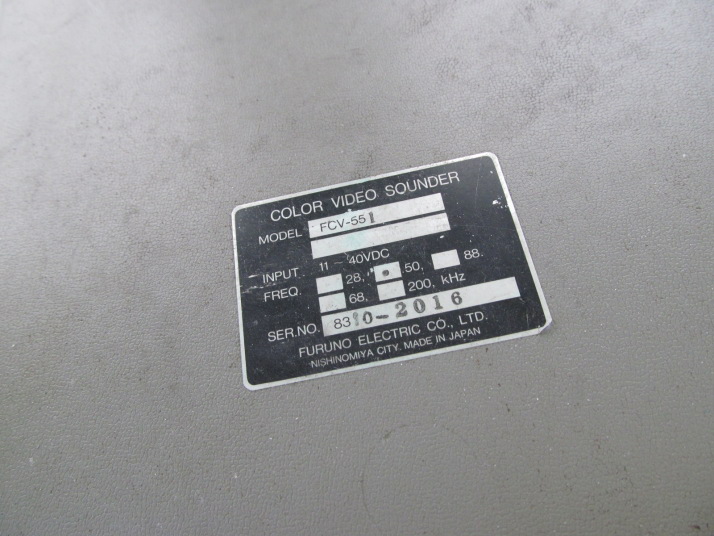 COLOR VIDEO SOUNDER
MODEL FCV-551
INPUT 11 ~ 40VDC
FREQ. 28, 50, 88.
68, 200, kHz
SER.NO. 8310-2016
FURUNO ELECTRIC CO., LTD.
NISHINOMIYA CITY, MADE IN JAPAN